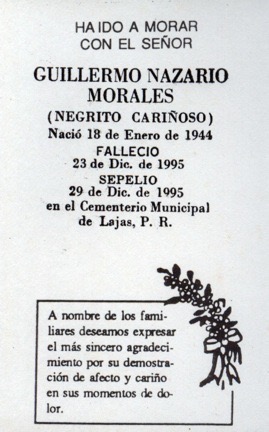 HA IDO A MORAR
CON EL SEÑOR
GUILLERMO NAZARIO
MORALES
(NEGRITO CARIÑOSO)
Nació 18 de Enero de 1944
FALLECIO
23 de Dic. de 1995
SEPELIO
29 de Dic. de 1995
en el Cementerio Municipal
de Lajas, P. R.
A nombre de los fami-
liares deseamos expresar
el más sincero agradeci-
miento por su demostra-
ción de afecto y cariño
en sus momentos de do-
lor.